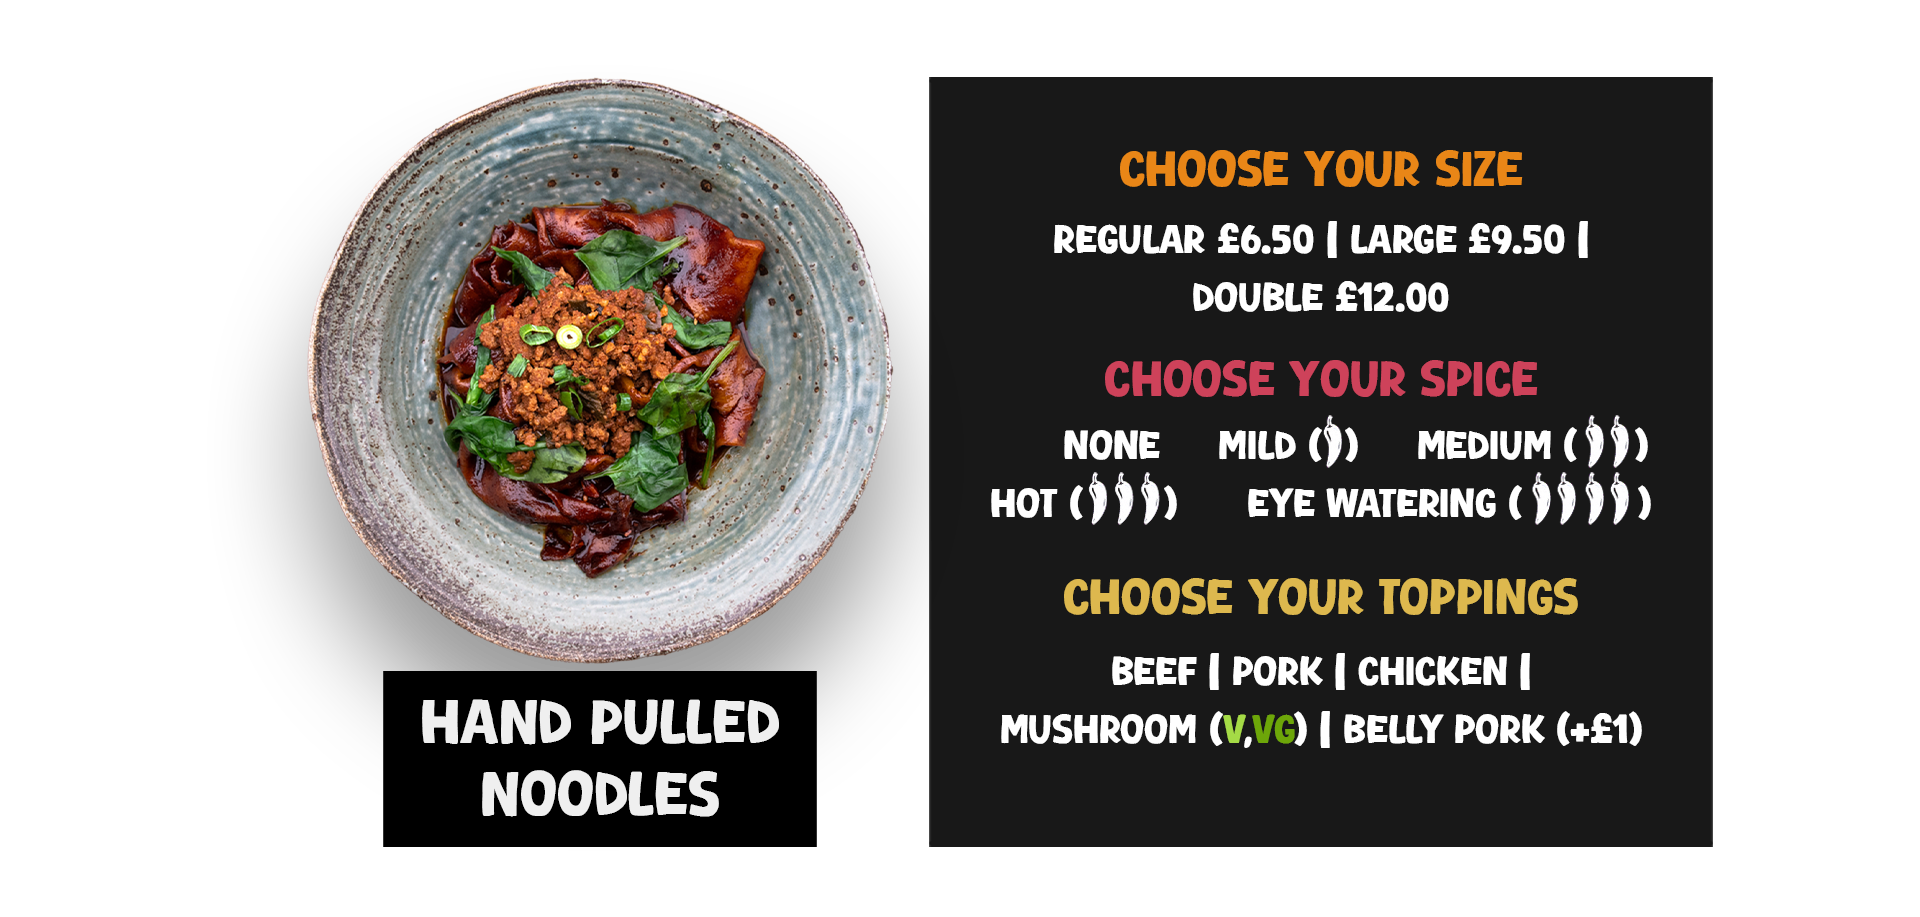 CHOOSE YOUR SIZE
REGULAR £6.50 | LARGE £9.50 |
DOUBLE £12.00
CHOOSE YOUR SPICE
NONE MILD (🌶) MEDIUM (🌶🌶)
HOT (🌶🌶🌶) EYE WATERING (🌶🌶🌶🌶)
CHOOSE YOUR TOPPINGS
BEEF | PORK | CHICKEN |
MUSHROOM (V,VG) | BELLY PORK (+£1)
HAND PULLED
NOODLES